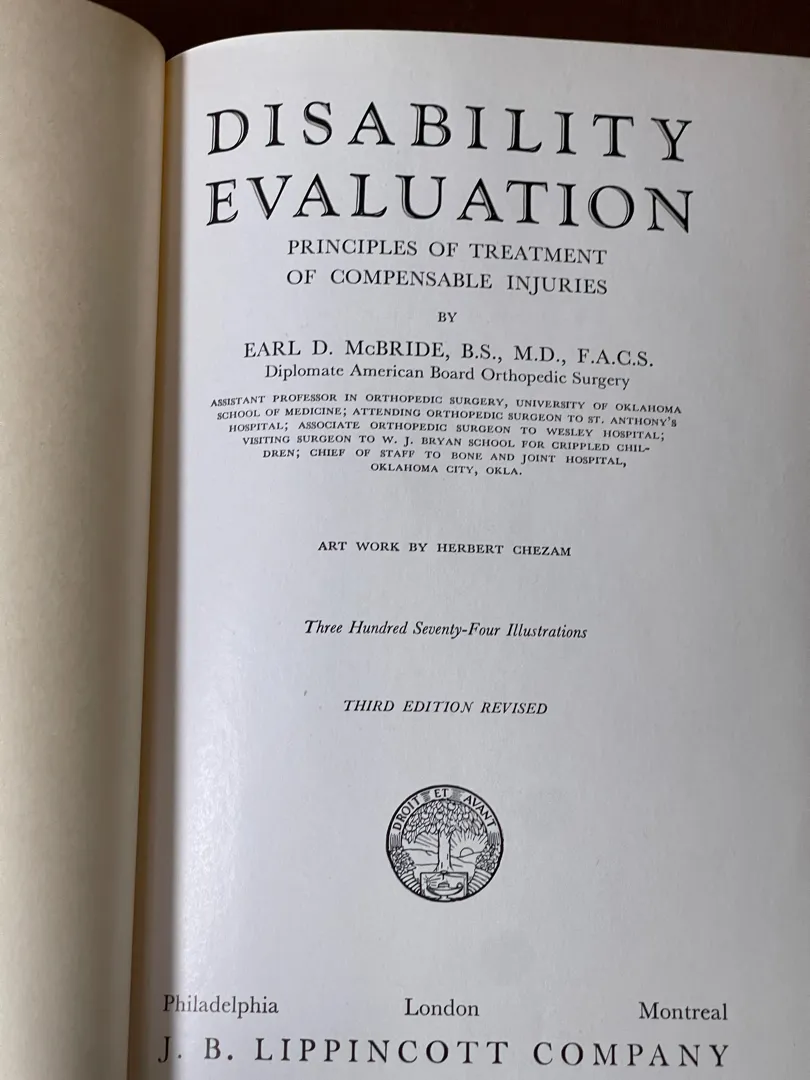 DISABILITY
EVALUATION
PRINCIPLES OF TREATMENT
OF COMPENSABLE INJURIES
BY
EARL D. McBRIDE, B.S., M.D., F.A.C.S.
Diplomate American Board Orthopedic Surgery
ASSISTANT PROFESSOR IN ORTHOPEDIC SURGERY, UNIVERSITY OF OKLAHOMA
SCHOOL OF MEDICINE; ATTENDING ORTHOPEDIC SURGEON TO ST. ANTHONY'S
HOSPITAL; ASSOCIATE ORTHOPEDIC SURGEON TO WESLEY HOSPITAL;
VISITING SURGEON TO W. J. BRYAN SCHOOL FOR CRIPPLED CHIL-
DREN; CHIEF OF STAFF TO BONE AND JOINT HOSPITAL,
OKLAHOMA CITY, OKLA.
ART WORK BY HERBERT CHEZAM
Three Hundred Seventy-Four Illustrations
THIRD EDITION REVISED
DROIT ET AVANT
Philadelphia London Montreal
J. B. LIPPINCOTT COMPANY